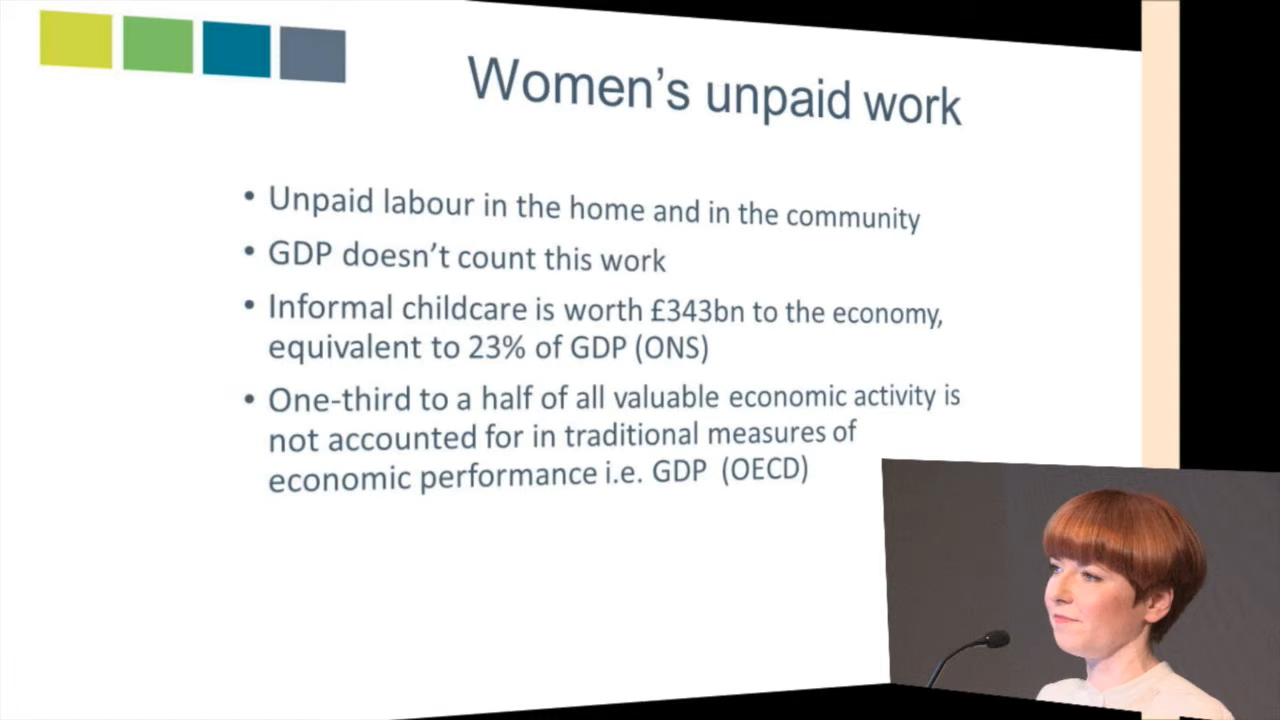 Women's unpaid work
• Unpaid labour in the home and in the community
• GDP doesn't count this work
• Informal childcare is worth £343bn to the economy,
equivalent to 23% of GDP (ONS)
• One-third to a half of all valuable economic activity is
not accounted for in traditional measures of
economic performance i.e. GDP (OECD)